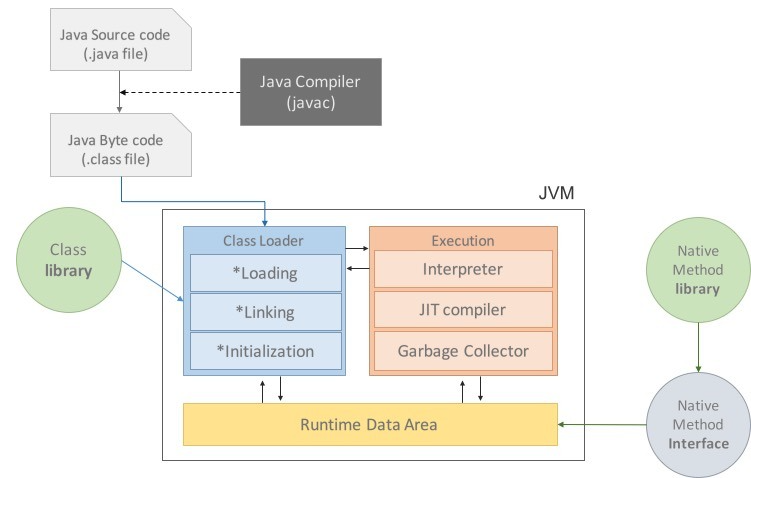 Java Source code
(.java file)
Java Compiler
(javac)
Java Byte code
(.class file)
JVM
Class
library
Class Loader
*Loading
*Linking
*Initialization
Execution
Interpreter
JIT compiler
Garbage Collector
Runtime Data Area
Native
Method
library
Native
Method
Interface